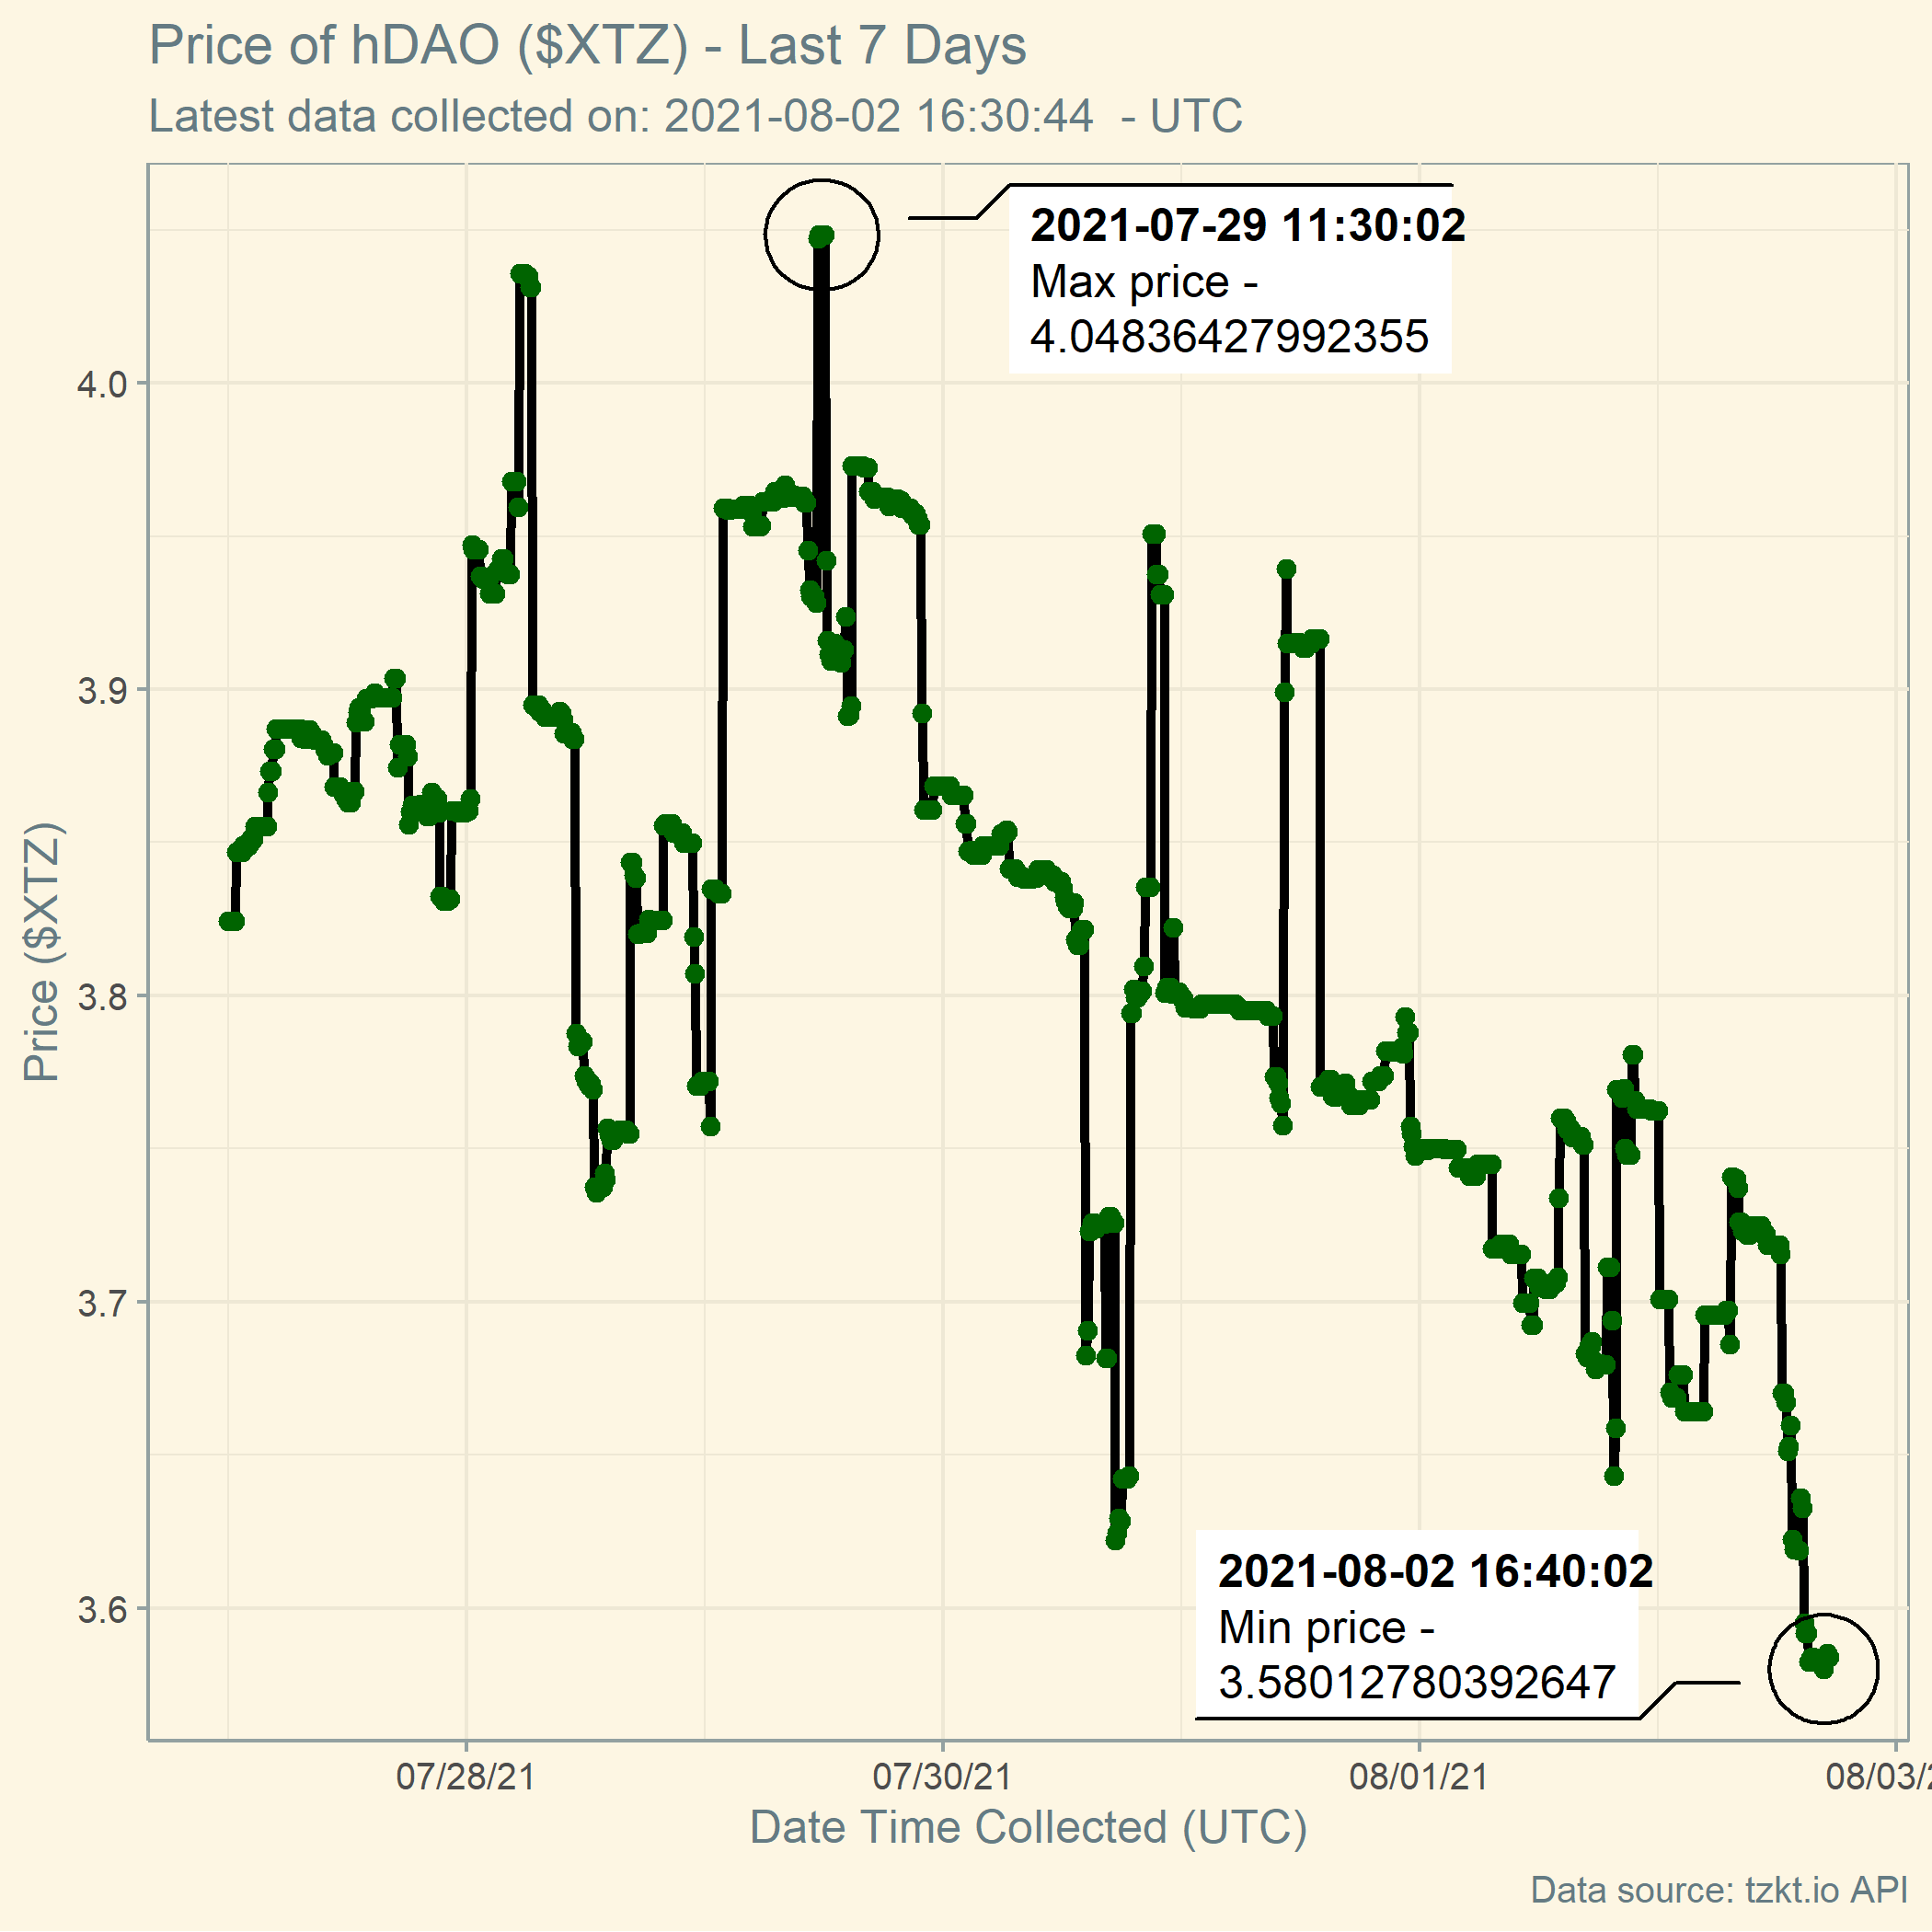 Price of hDAO ($XTZ) - Last 7 Days
Latest data collected on: 2021-08-02 16:30:44  - UTC
2021-07-29 11:30:02
Max price -
4.04836427992355
4.0
3.9
3.8
3.7
3.6
Price ($XTZ)
2021-08-02 16:40:02
Min price -
3.58012780392647
07/28/21
07/30/21
08/01/21
08/03/2
Date Time Collected (UTC)
Data source: tzkt.io API